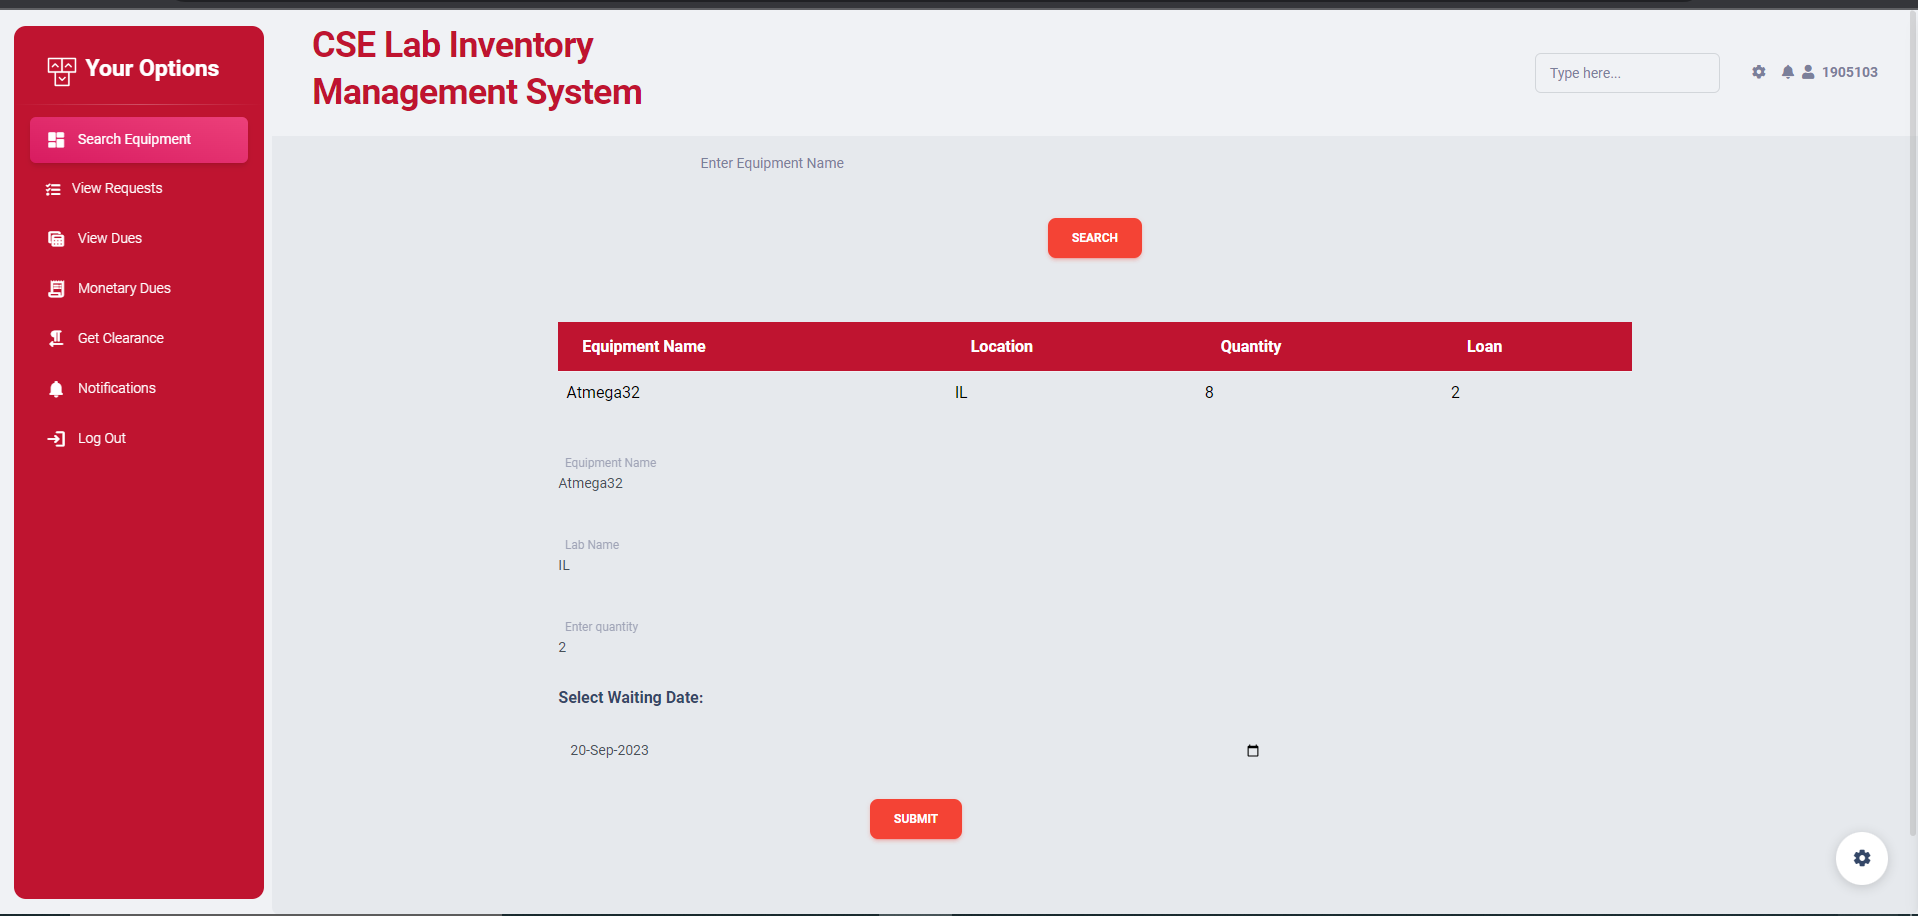 Your Options
Search Equipment
View Requests
View Dues
Monetary Dues
Get Clearance
Notifications
Log Out
CSE Lab Inventory
Management System
Type here...
1905103
Enter Equipment Name
SEARCH
Equipment Name Location Quantity Loan
Atmega32 IL 8 2
Equipment Name
Atmega32
Lab Name
IL
Enter quantity
2
Select Waiting Date:
20-Sep-2023
SUBMIT